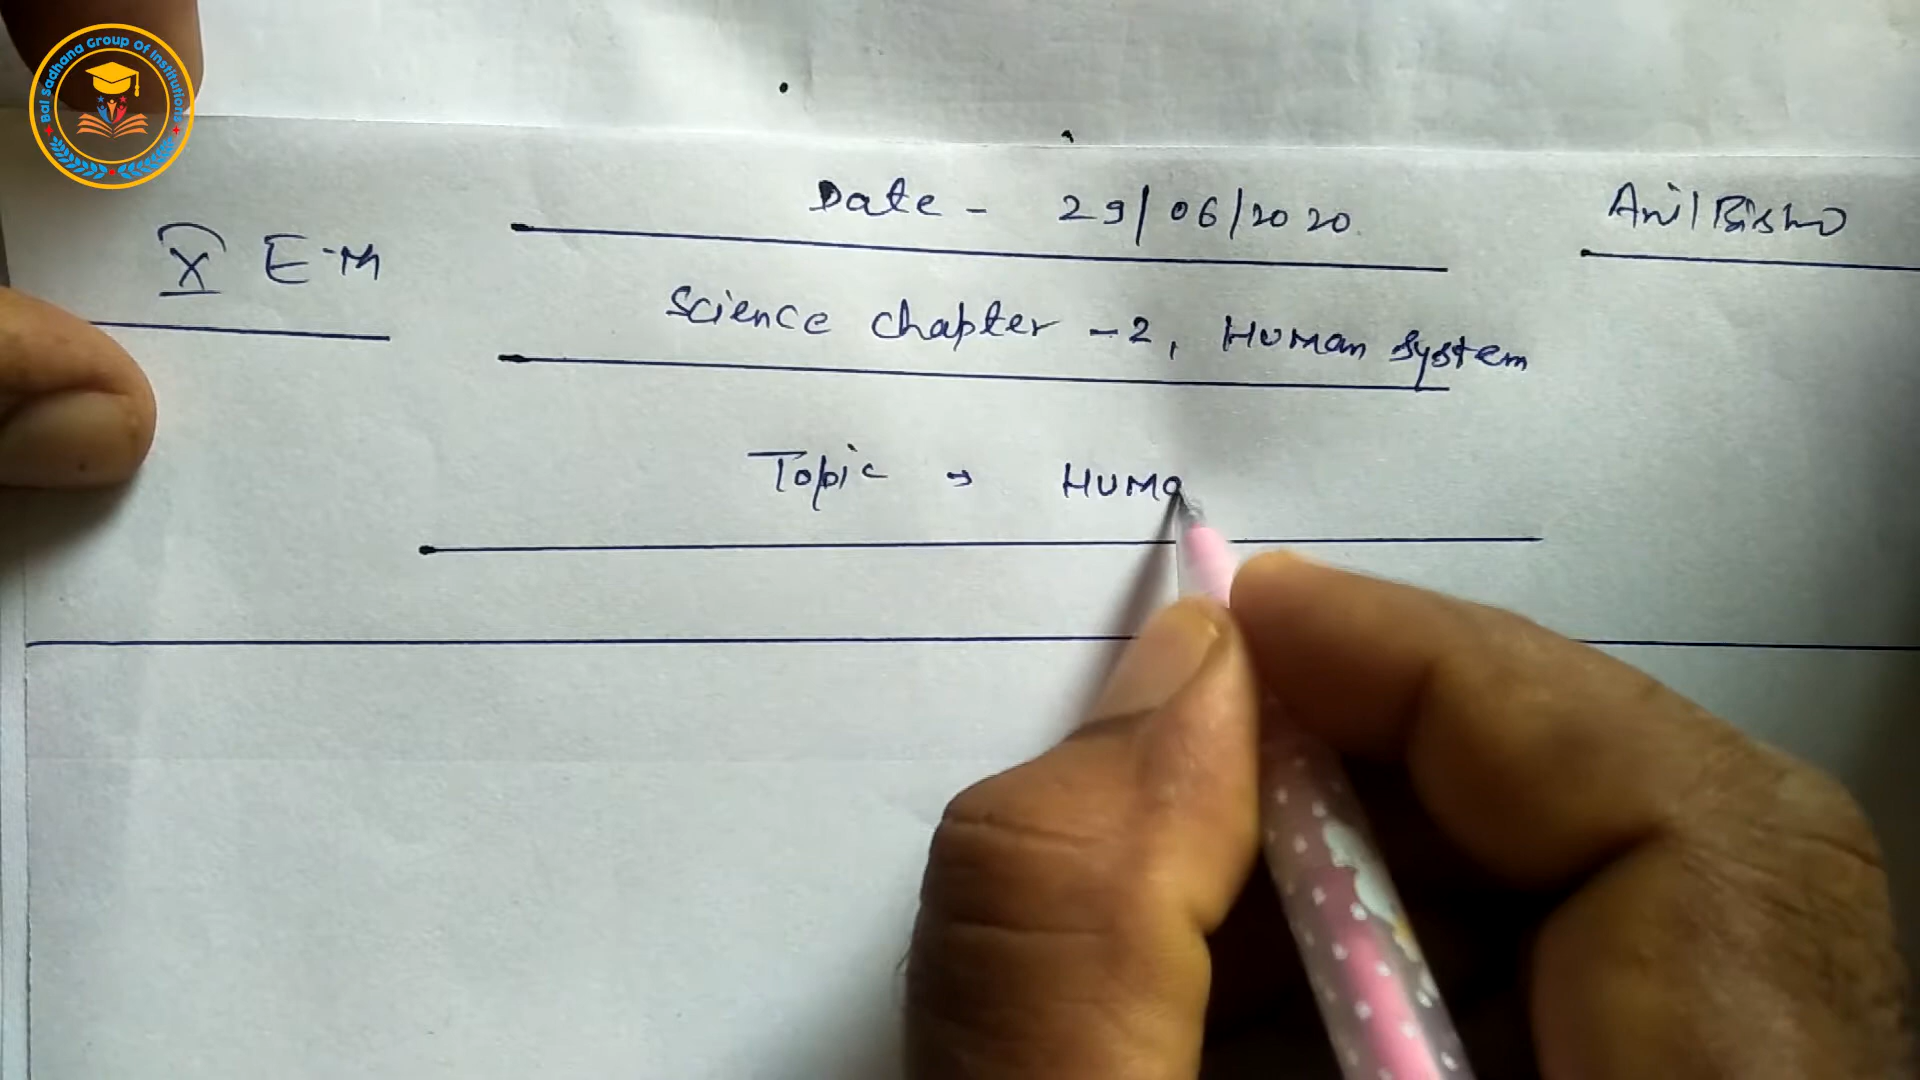 Bal Sadhana Group Of Institutions
Date - 29/06/2020
X E-M
Science chapter - 2, Human system
Topic → Huma